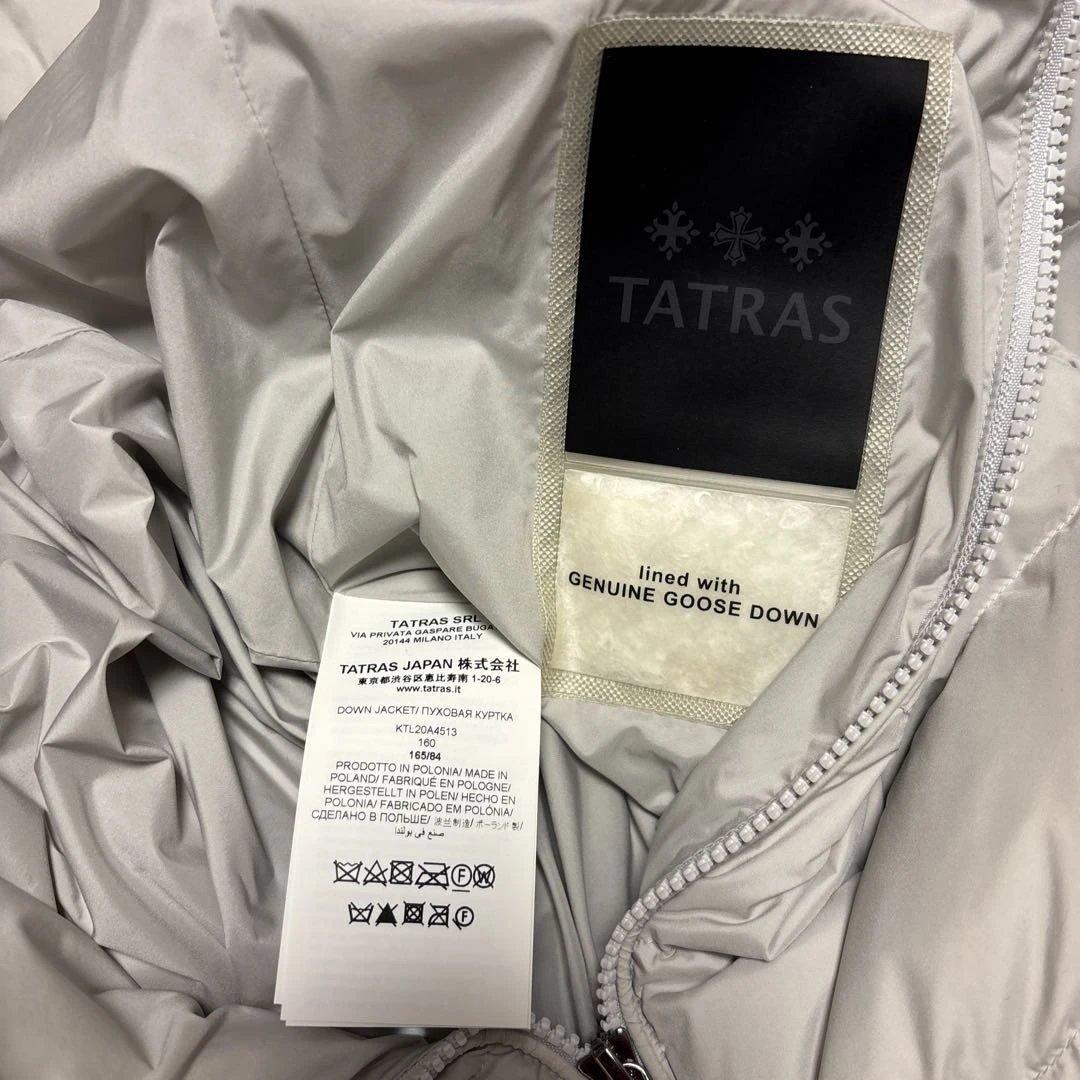 TATRAS
lined with
GENUINE GOOSE DOWN
TATRAS SRL
VIA PRIVATA GASPARE
20144 MILANO ITALY
TATRAS JAPAN 株式会社
東京都渋谷区恵比寿南 1-20-6
www.tatras.it
DOWN JACKET/ ПУХОВАЯ КУРТКА
KTL20A4513
160
165/84
PRODOTTO IN POLONIA/ MADE IN
POLAND/ FABRIQUÉ EN POLOGNE/
HERGESTELLT IN POLEN/ HECHO EN
POLONIA/ FABRICADO EM POLÓNIA/
СДЕЛАНО В ПОЛЬШЕ/ 波兰制造/ ポーランド製/
صنع في بولندا
F W
F